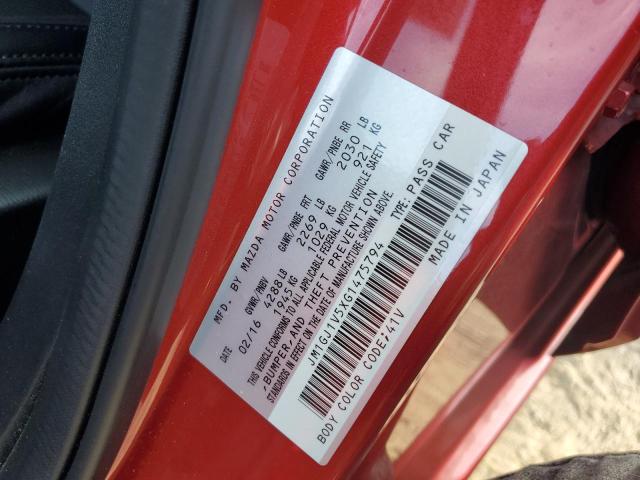 MFD. BY MAZDA MOTOR CORPORATION
DATE GVWR/PNBV GAWR/PNBE FRT GAWR/PNBE RR
02/16 4288LB 2269 LB 2030 LB
1945 KG 1029 KG 921 KG
THIS VEHICLE CONFORMS TO ALL APPLICABLE FEDERAL MOTOR VEHICLE SAFETY
BUMPER, AND THEFT PREVENTION
STANDARDS IN EFFECT ON THE DATE OF MANUFACTURE SHOWN ABOVE.
JM1GJ1V5XG1475794 TYPE: PASS CAR
BODY COLOR CODE/41V MADE IN JAPAN